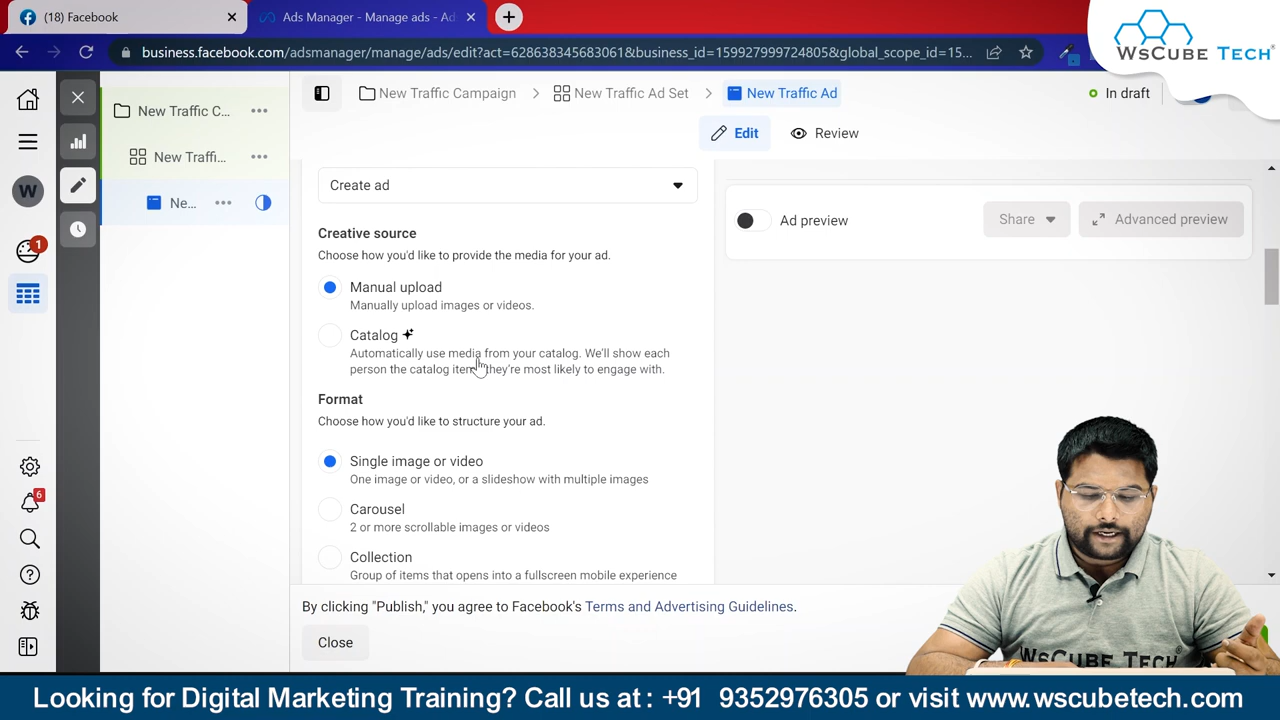 (18) Facebook
Ads Manager - Manage ads - Ad
business.facebook.com/adsmanager/manage/ads/edit?act=628638345683061&business_id=159927999724805&global_scope_id=15...
WSCUBE TECH
New Traffic C...
New Traffi...
Ne...
W
1
6
New Traffic Campaign
New Traffic Ad Set
New Traffic Ad
In draft
Edit
Review
Create ad
Creative source
Choose how you'd like to provide the media for your ad.
Manual upload
Manually upload images or videos.
Catalog
Automatically use media from your catalog. We'll show each
person the catalog item they're most likely to engage with.
Format
Choose how you'd like to structure your ad.
Single image or video
One image or video, or a slideshow with multiple images
Carousel
2 or more scrollable images or videos
Collection
Group of items that opens into a fullscreen mobile experience
Ad preview
Share
Advanced preview
By clicking "Publish," you agree to Facebook's Terms and Advertising Guidelines.
Close
WSCUBE TECH
Looking for Digital Marketing Training? Call us at : +91 9352976305 or visit www.wscubetech.com